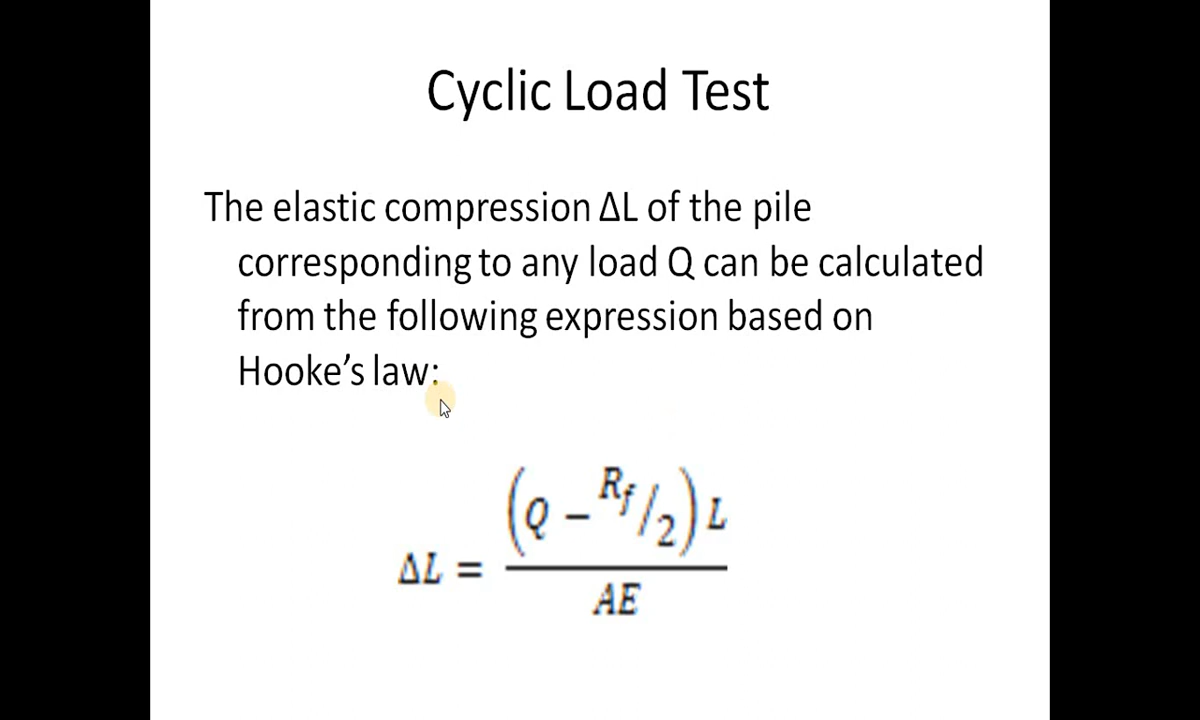 Cyclic Load Test
The elastic compression ΔL of the pile
corresponding to any load Q can be calculated
from the following expression based on
Hooke’s law:
ΔL = (Q − Rf/2) L / AE